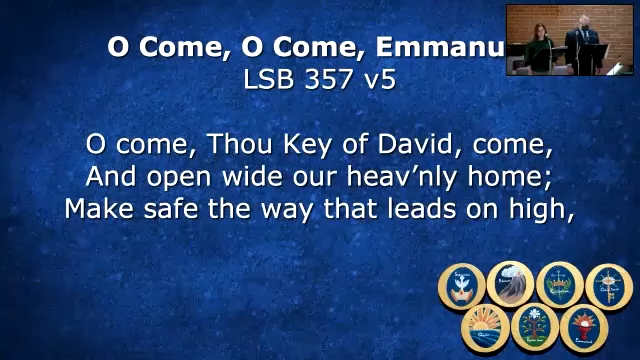 O Come, O Come, Emmanu
LSB 357 v5
O come, Thou Key of David, come,
And open wide our heav’nly home;
Make safe the way that leads on high,